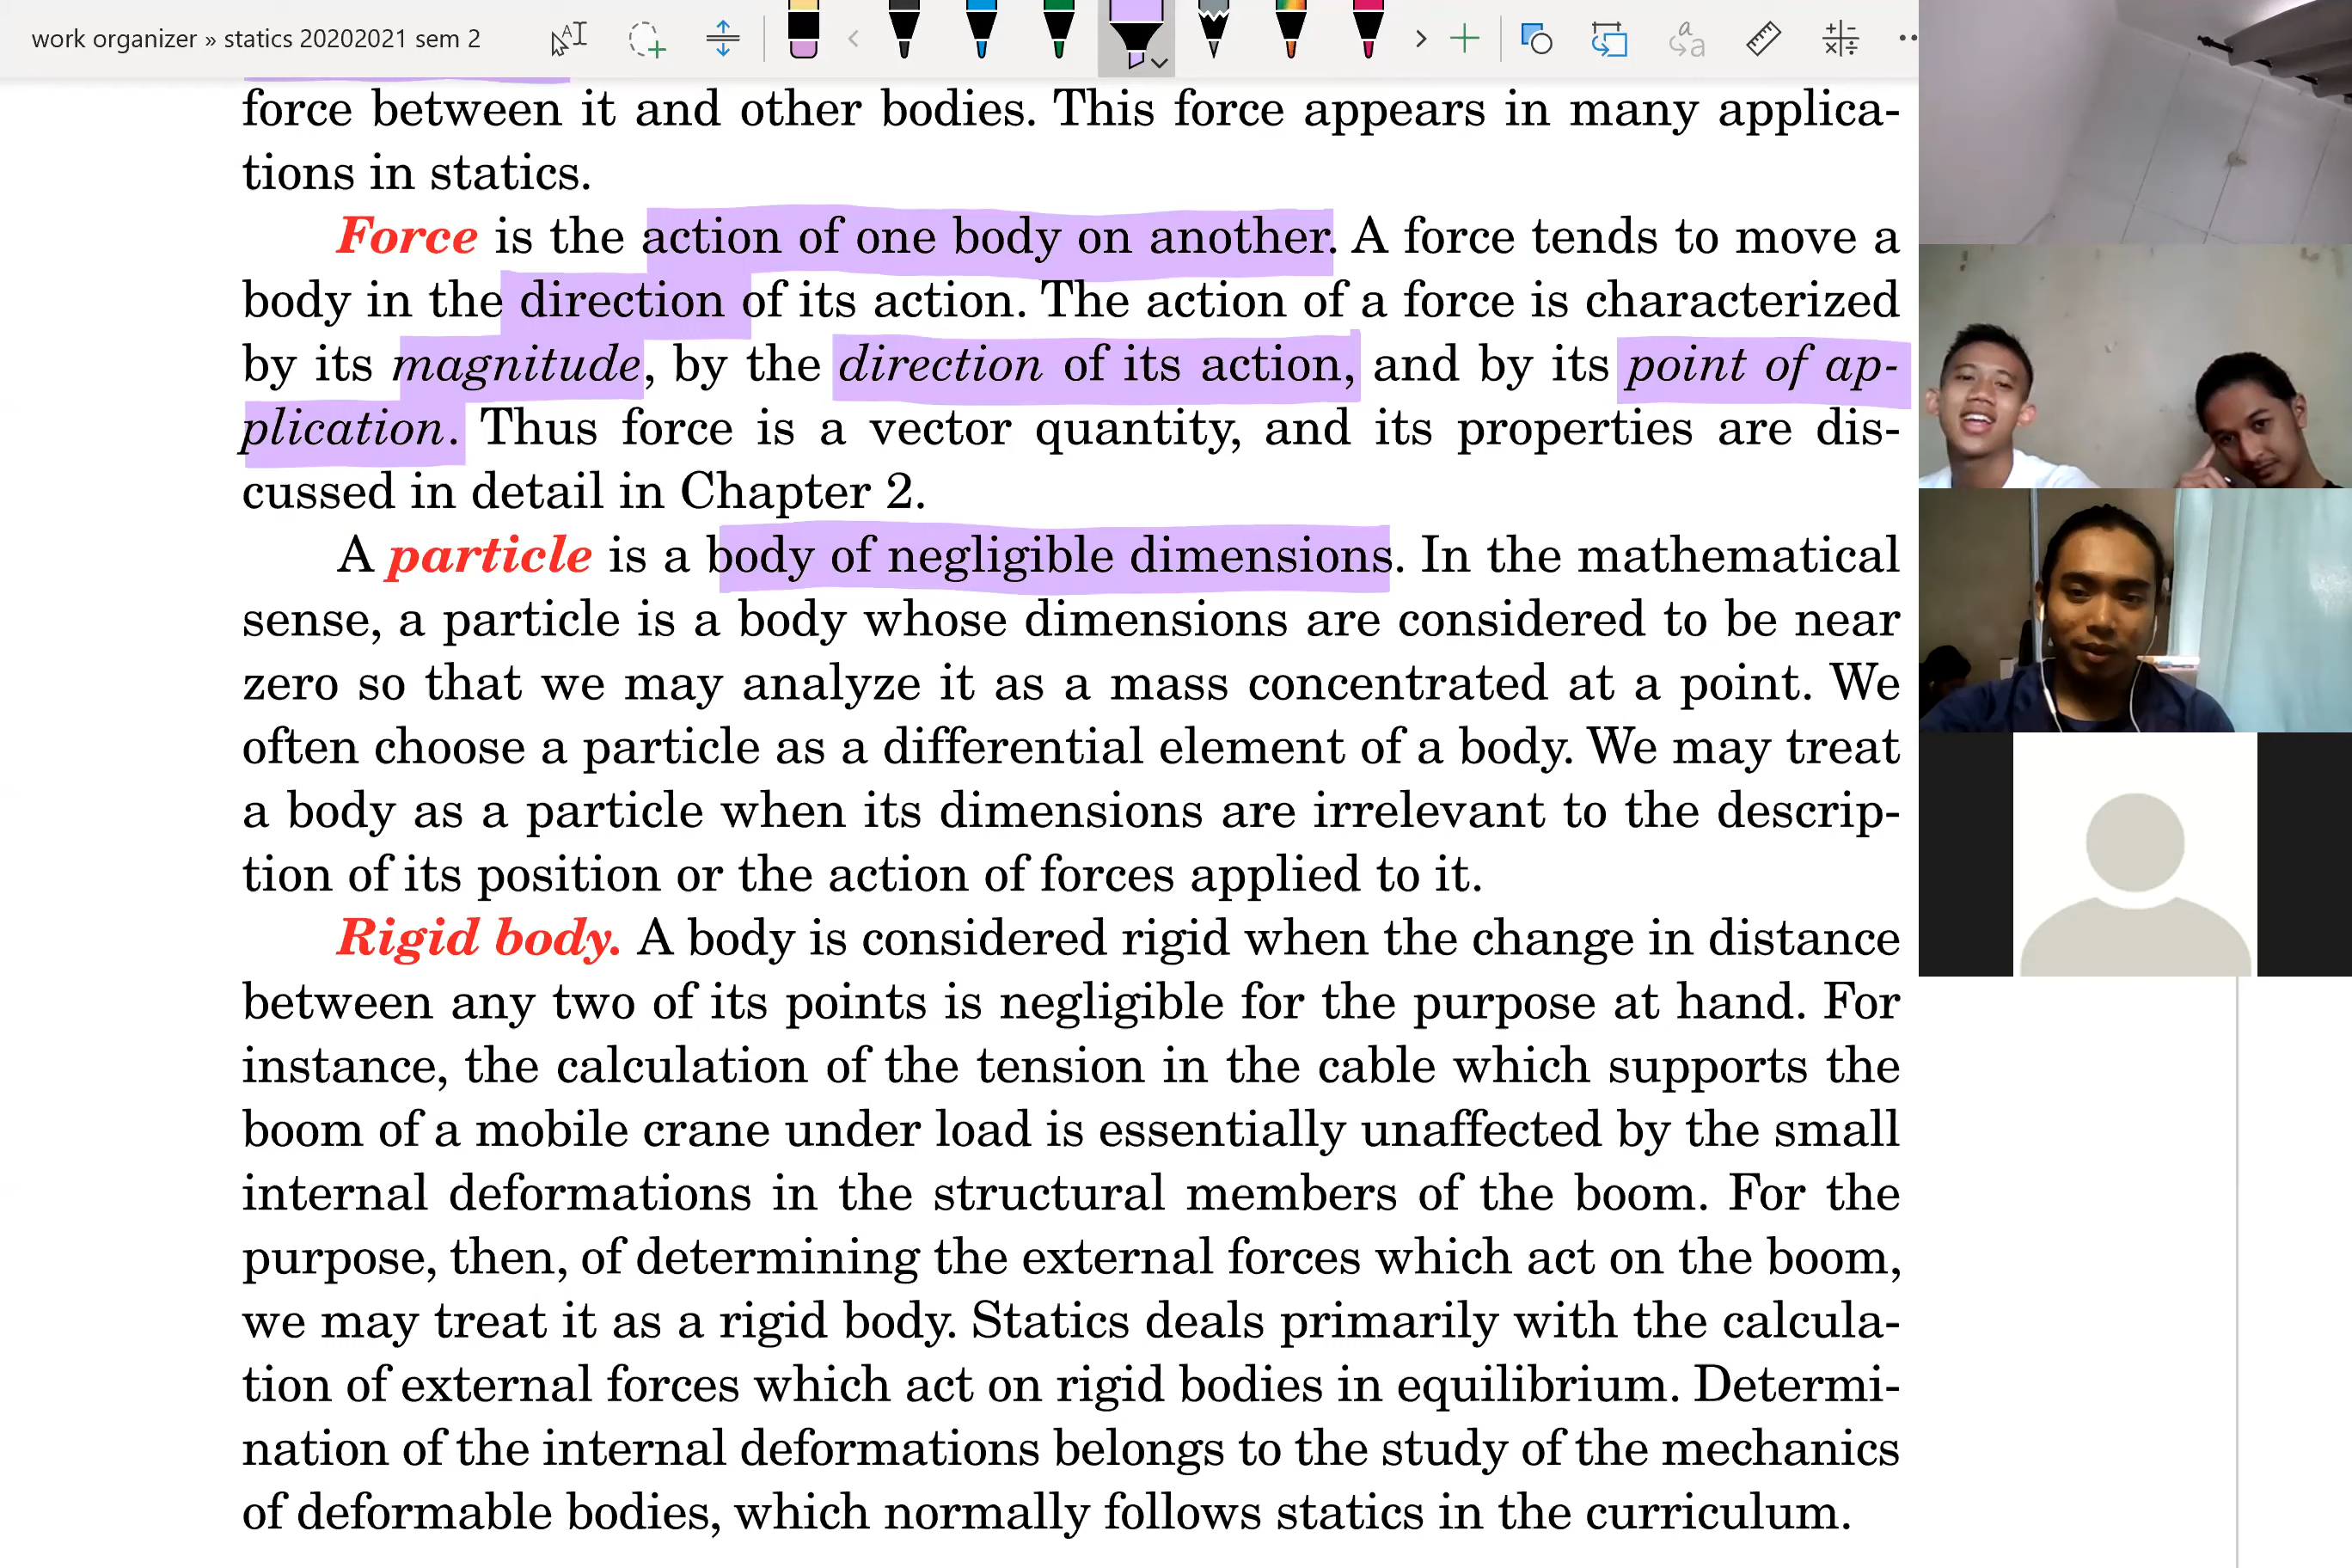 work organizer » statics 20202021 sem 2
force between it and other bodies. This force appears in many applica-
tions in statics.
Force is the action of one body on another. A force tends to move a
body in the direction of its action. The action of a force is characterized
by its magnitude, by the direction of its action, and by its point of ap-
plication. Thus force is a vector quantity, and its properties are dis-
cussed in detail in Chapter 2.
A particle is a body of negligible dimensions. In the mathematical
sense, a particle is a body whose dimensions are considered to be near
zero so that we may analyze it as a mass concentrated at a point. We
often choose a particle as a differential element of a body. We may treat
a body as a particle when its dimensions are irrelevant to the descrip-
tion of its position or the action of forces applied to it.
Rigid body. A body is considered rigid when the change in distance
between any two of its points is negligible for the purpose at hand. For
instance, the calculation of the tension in the cable which supports the
boom of a mobile crane under load is essentially unaffected by the small
internal deformations in the structural members of the boom. For the
purpose, then, of determining the external forces which act on the boom,
we may treat it as a rigid body. Statics deals primarily with the calcula-
tion of external forces which act on rigid bodies in equilibrium. Determi-
nation of the internal deformations belongs to the study of the mechanics
of deformable bodies, which normally follows statics in the curriculum.